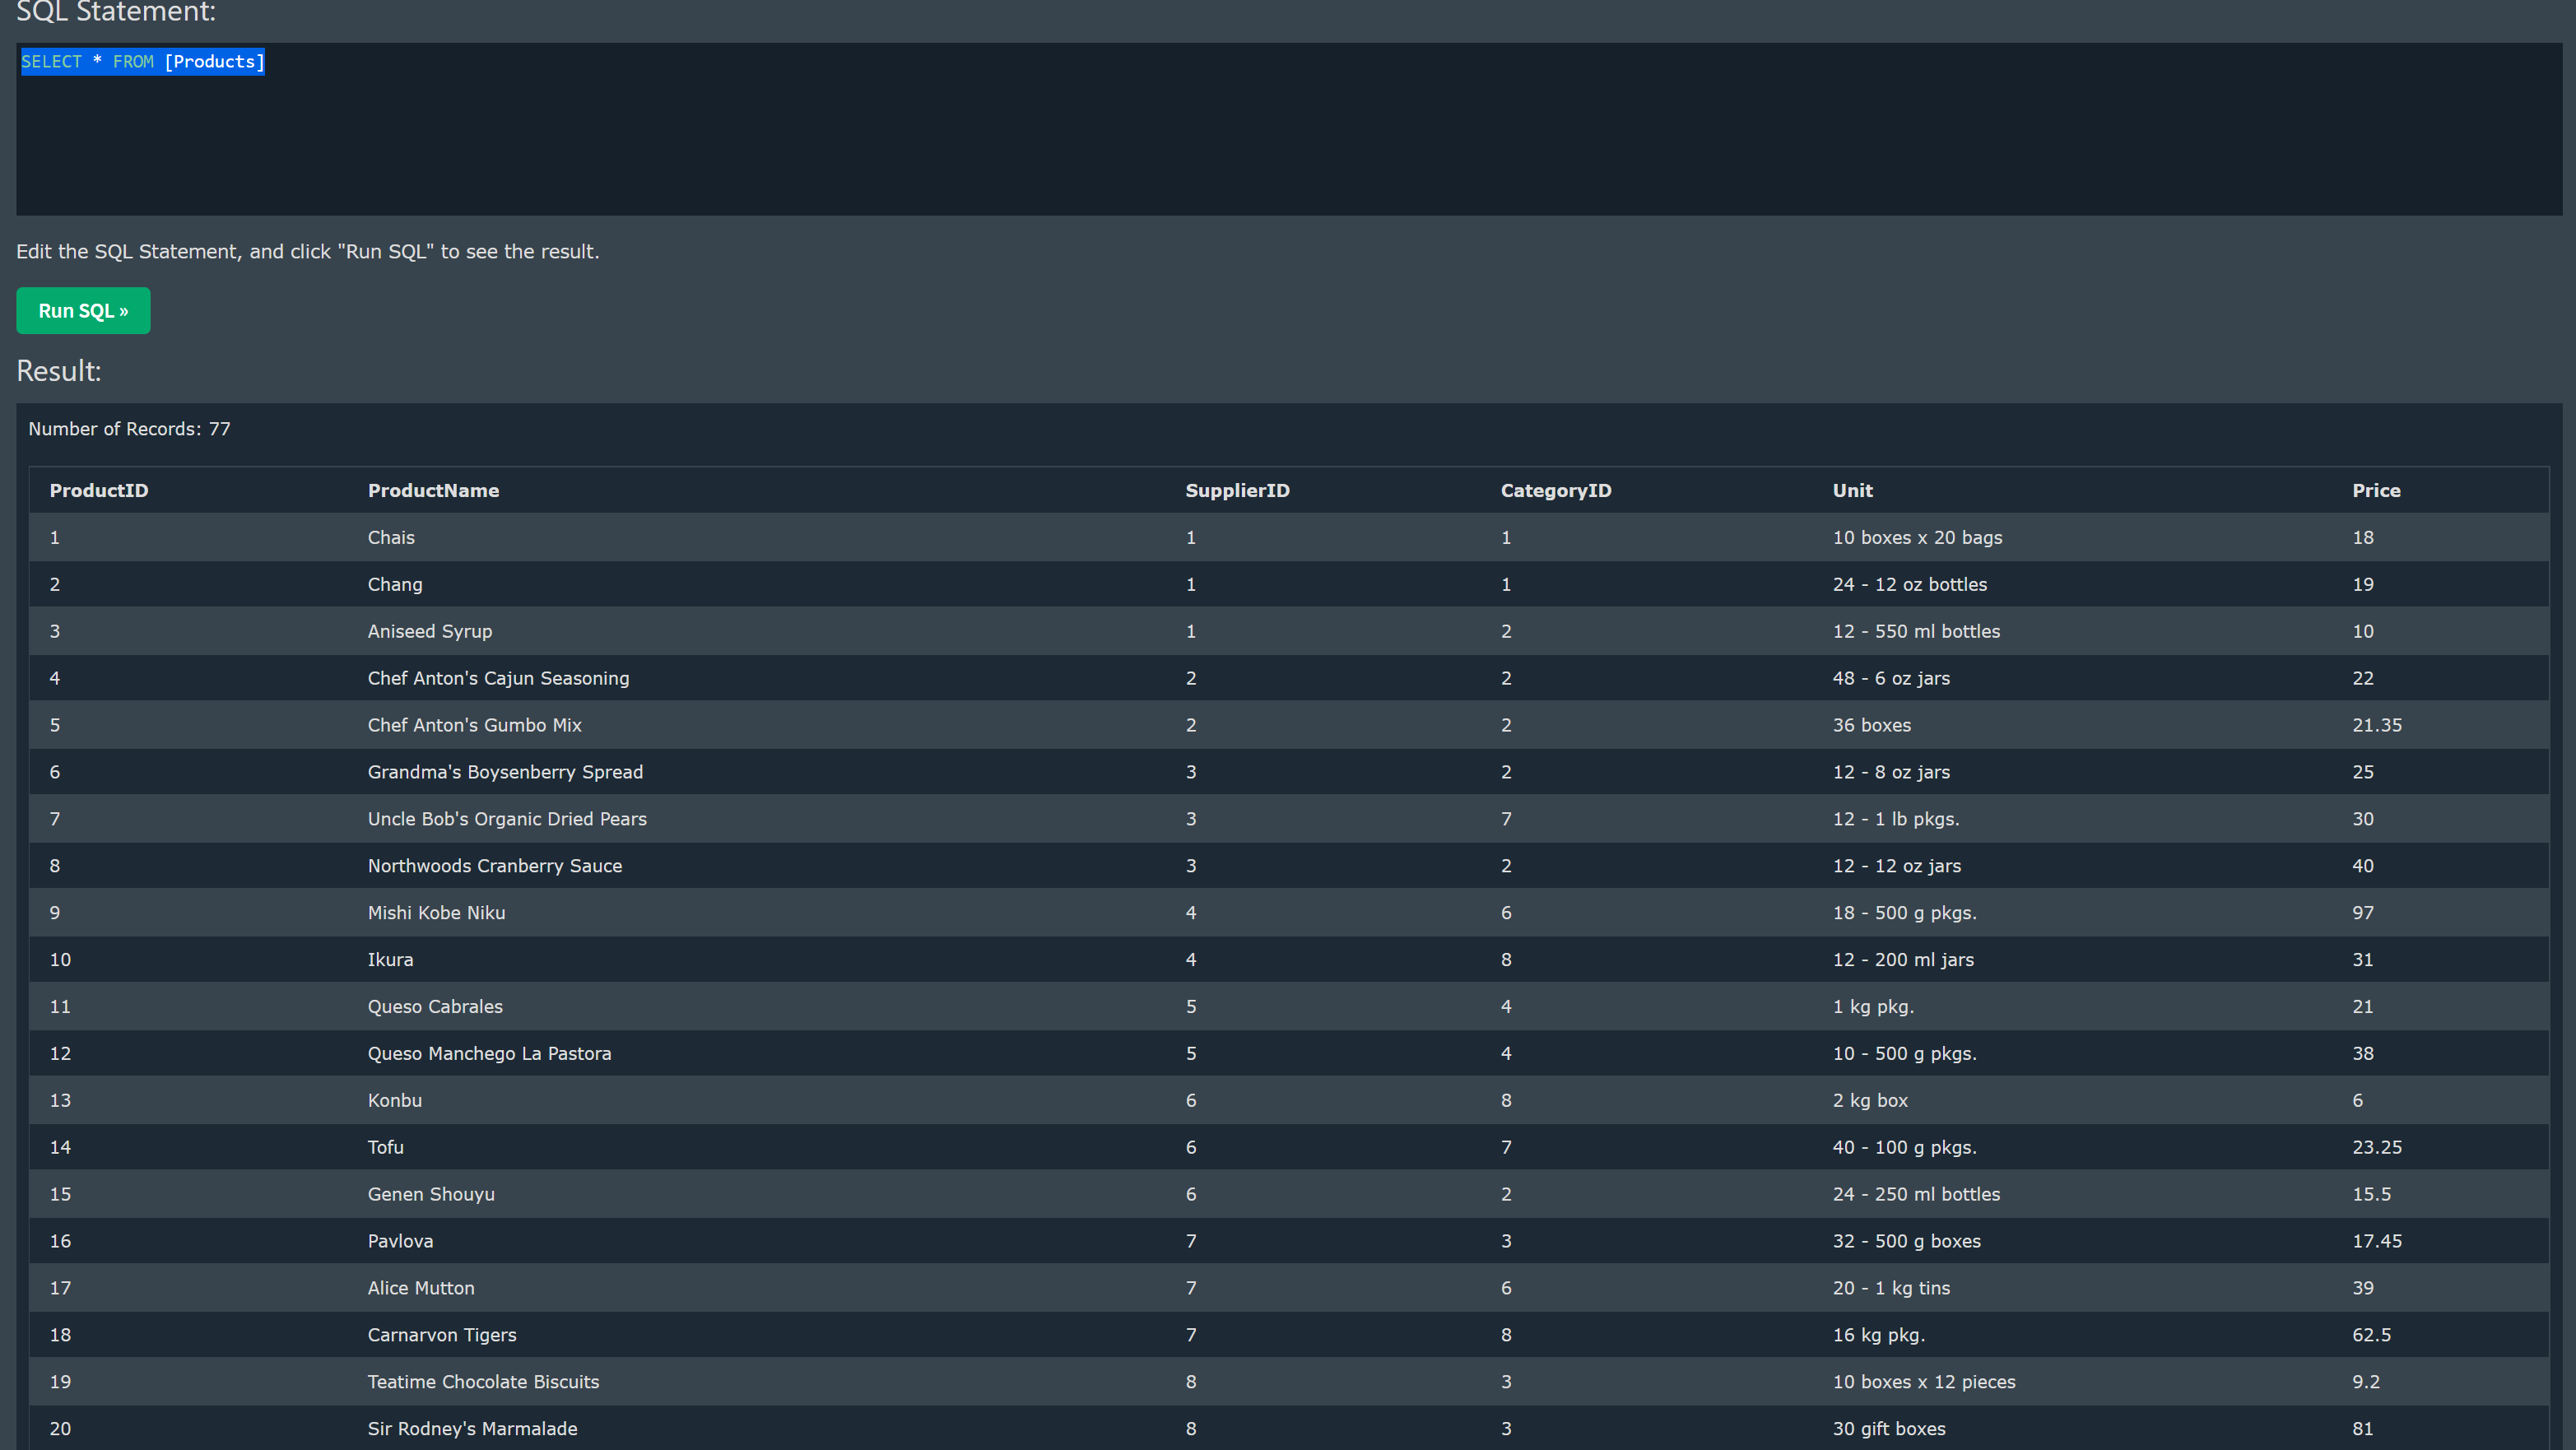 SQL Statement:
SELECT * FROM [Products]
Edit the SQL Statement, and click "Run SQL" to see the result.
Run SQL »
Result:
Number of Records: 77
ProductID ProductName SupplierID CategoryID Unit Price
1 Chais 1 1 10 boxes x 20 bags 18
2 Chang 1 1 24 - 12 oz bottles 19
3 Aniseed Syrup 1 2 12 - 550 ml bottles 10
4 Chef Anton's Cajun Seasoning 2 2 48 - 6 oz jars 22
5 Chef Anton's Gumbo Mix 2 2 36 boxes 21.35
6 Grandma's Boysenberry Spread 3 2 12 - 8 oz jars 25
7 Uncle Bob's Organic Dried Pears 3 7 12 - 1 lb pkgs. 30
8 Northwoods Cranberry Sauce 3 2 12 - 12 oz jars 40
9 Mishi Kobe Niku 4 6 18 - 500 g pkgs. 97
10 Ikura 4 8 12 - 200 ml jars 31
11 Queso Cabrales 5 4 1 kg pkg. 21
12 Queso Manchego La Pastora 5 4 10 - 500 g pkgs. 38
13 Konbu 6 8 2 kg box 6
14 Tofu 6 7 40 - 100 g pkgs. 23.25
15 Genen Shouyu 6 2 24 - 250 ml bottles 15.5
16 Pavlova 7 3 32 - 500 g boxes 17.45
17 Alice Mutton 7 6 20 - 1 kg tins 39
18 Carnarvon Tigers 7 8 16 kg pkg. 62.5
19 Teatime Chocolate Biscuits 8 3 10 boxes x 12 pieces 9.2
20 Sir Rodney's Marmalade 8 3 30 gift boxes 81